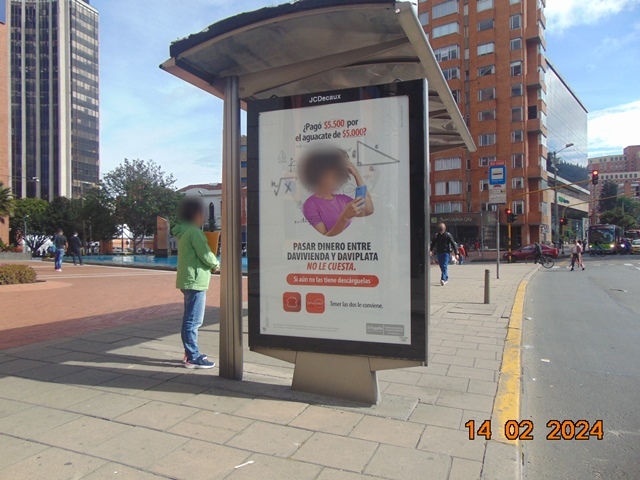 JCDecaux
¿Pagó $5.500 por
el aguacate de $5.000?
PASAR DINERO ENTRE
DAVIVIENDA Y DAVIPLATA
NO LE CUESTA.
Si aún no las tiene descárguelas
Tener las dos le conviene.
14 02 2024